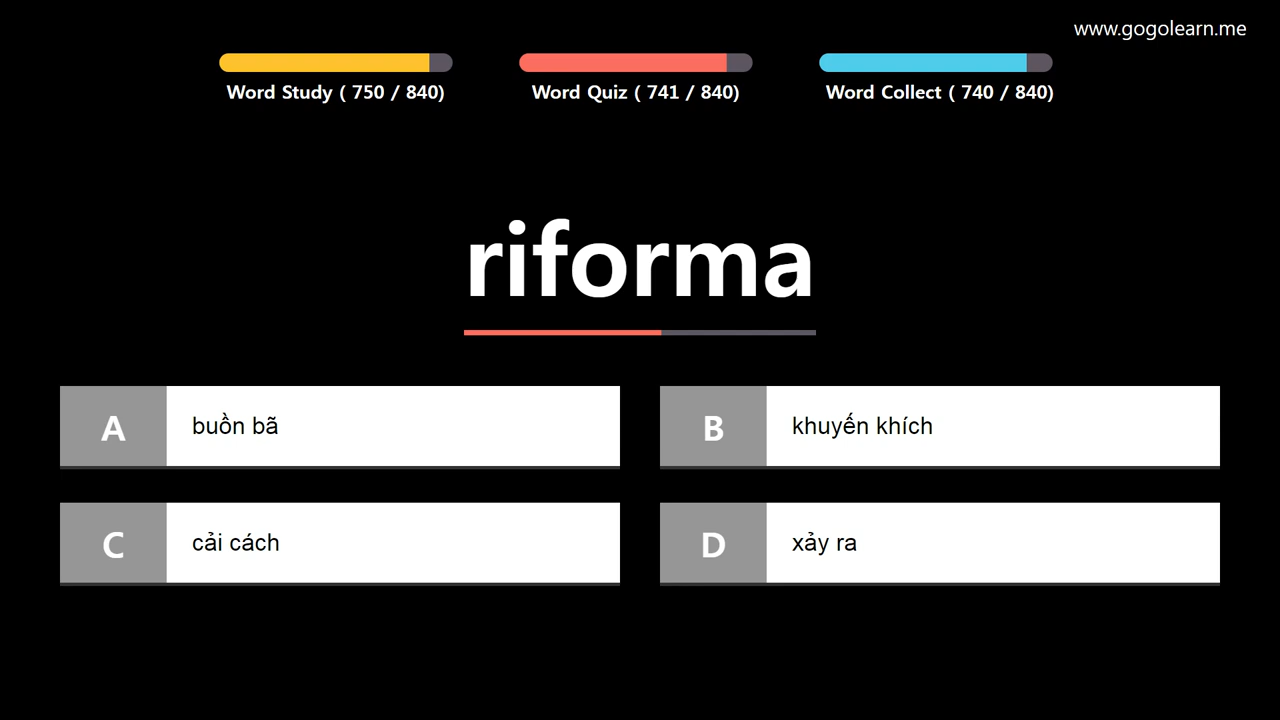 www.gogolearn.me
Word Study ( 750 / 840)
Word Quiz ( 741 / 840)
Word Collect ( 740 / 840)
riforma
A buồn bã
B khuyến khích
C cải cách
D xảy ra